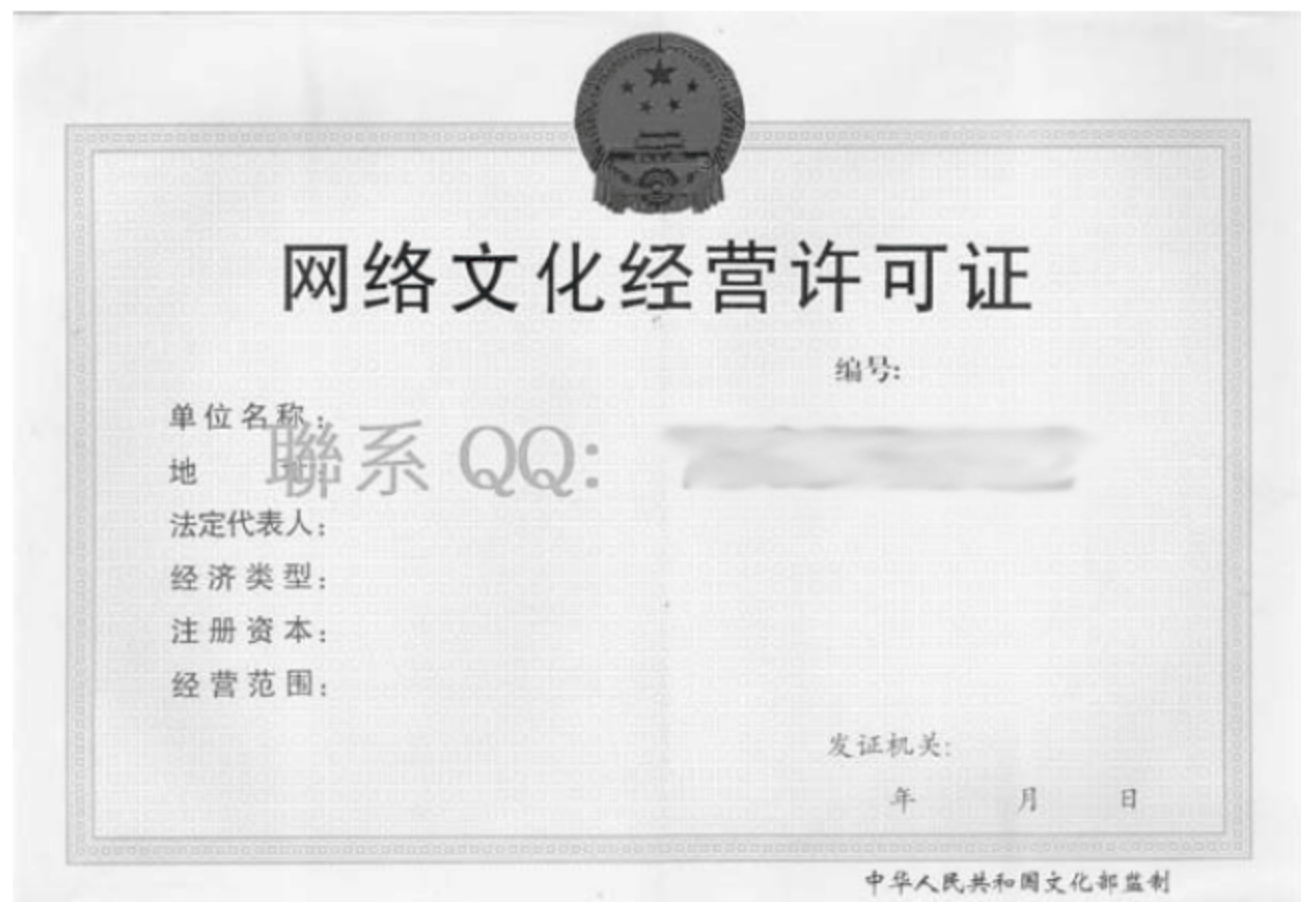 网络文化经营许可证
编号:
单位名称:
聯系 QQ:
地 址:
法定代表人:
经济类型:
注册资本:
经营范围:
发证机关:
年 月 日
中华人民共和国文化部监制